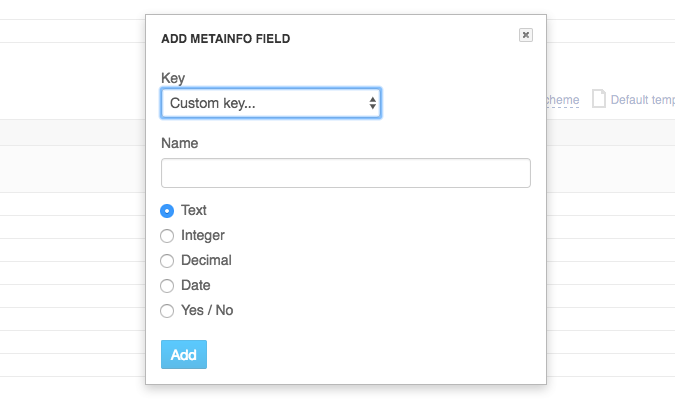 ADD METAINFO FIELD
Key
Custom key...
cheme Default temp
Name
Text
Integer
Decimal
Date
Yes / No
Add